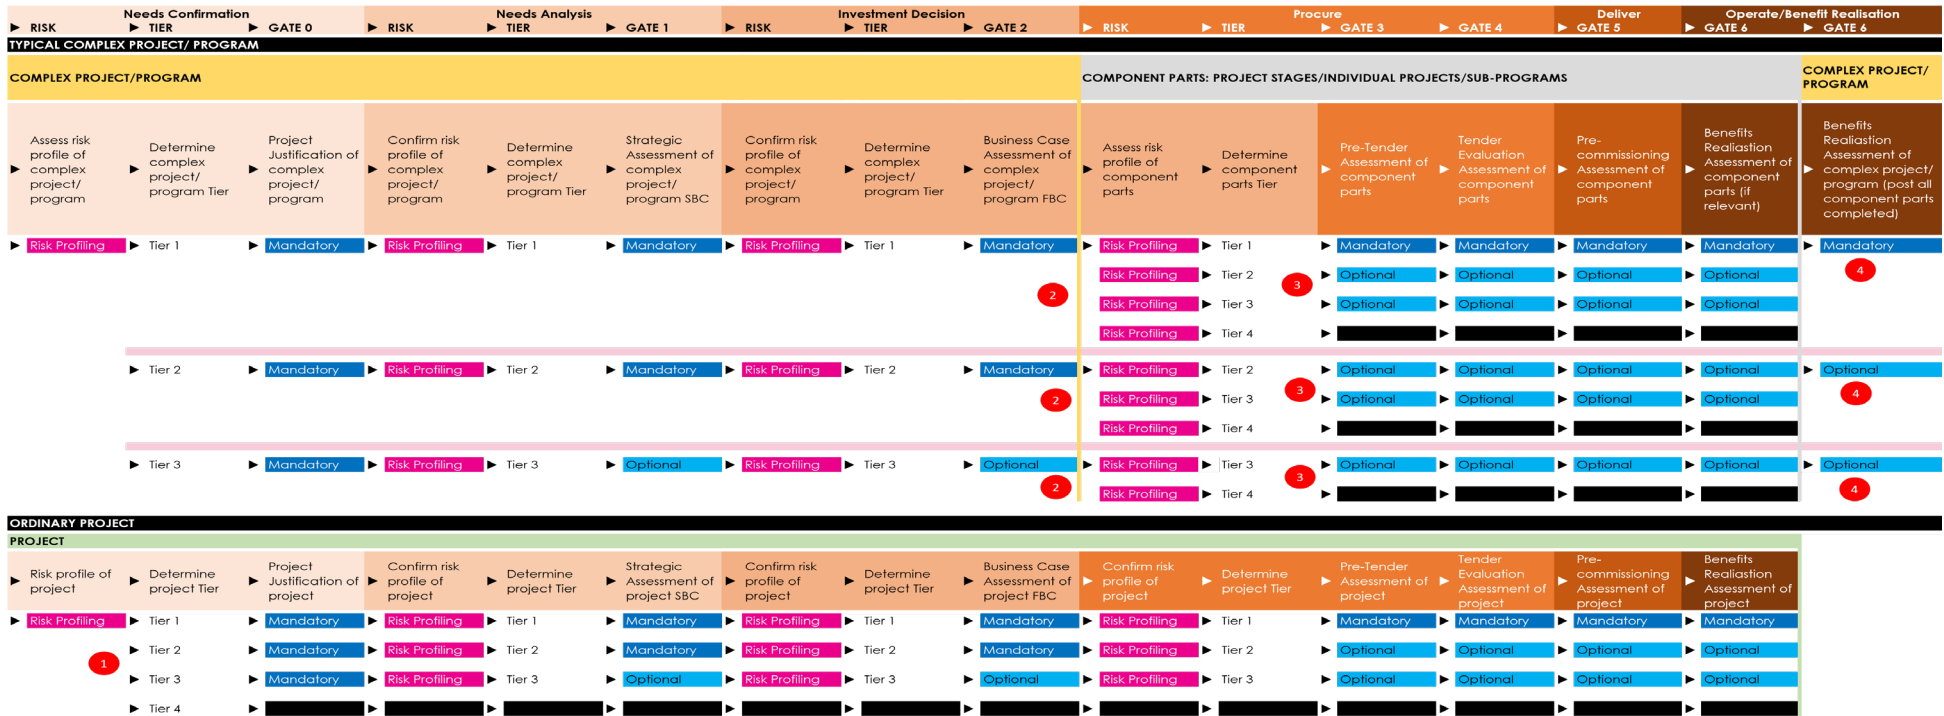 Needs Confirmation Needs Analysis Investment Decision Procure Deliver Operate/Benefit Realisation
RISK TIER GATE 0 RISK TIER GATE 1 RISK TIER GATE 2 RISK TIER GATE 3 GATE 4 GATE 5 GATE 6 GATE 6
TYPICAL COMPLEX PROJECT/ PROGRAM
COMPLEX PROJECT/PROGRAM
COMPONENT PARTS: PROJECT STAGES/INDIVIDUAL PROJECTS/SUB-PROGRAMS
COMPLEX PROJECT/
PROGRAM
Assess risk
profile of
complex
project/
program
Determine
complex
project/
program Tier
Project
Justification of
complex
project/
program
Confirm risk
profile of
complex
project/
program
Determine
complex
project/
program Tier
Strategic
Assessment of
complex
project/
program SBC
Confirm risk
profile of
complex
project/
program
Determine
complex
project/
program Tier
Business Case
Assessment of
complex
project/
program FBC
Assess risk
profile of
component
parts
Determine
component
parts Tier
Pre-Tender
Assessment of
component
parts
Tender
Evaluation
Assessment of
component
parts
Pre-
commissioning
Assessment of
component
parts
Benefits
Realiastion
Assessment of
component
parts (if
relevant)
Benefits
Realiastion
Assessment of
complex project/
program (post all
component parts
completed)
Risk Profiling Tier 1 Mandatory Risk Profiling Tier 1 Mandatory Risk Profiling Tier 1 Mandatory Risk Profiling Tier 1 Mandatory Mandatory Mandatory Mandatory Mandatory
Risk Profiling Tier 2 Optional Optional Optional Optional
2 3 4
Risk Profiling Tier 3 Optional Optional Optional Optional
Risk Profiling Tier 4
Tier 2 Mandatory Risk Profiling Tier 2 Mandatory Risk Profiling Tier 2 Mandatory Risk Profiling Tier 2 Optional Optional Optional Optional Optional
2 3 4
Risk Profiling Tier 3 Optional Optional Optional Optional
Risk Profiling Tier 4
Tier 3 Mandatory Risk Profiling Tier 3 Optional Risk Profiling Tier 3 Optional Risk Profiling Tier 3 Optional Optional Optional Optional Optional
2 3 4
Risk Profiling Tier 4
ORDINARY PROJECT
PROJECT
Risk profile of
project
Determine
project Tier
Project
Justification of
project
Confirm risk
profile of
project
Determine
project Tier
Strategic
Assessment of
project SBC
Confirm risk
profile of
project
Determine
project Tier
Business Case
Assessment of
project FBC
Confirm risk
profile of
project
Determine
project Tier
Pre-Tender
Assessment of
project
Tender
Evaluation
Assessment of
project
Pre-
commissioning
Assessment of
project
Benefits
Realiastion
Assessment of
project
Risk Profiling Tier 1 Mandatory Risk Profiling Tier 1 Mandatory Risk Profiling Tier 1 Mandatory Risk Profiling Tier 1 Mandatory Mandatory Mandatory Mandatory
Tier 2 Mandatory Risk Profiling Tier 2 Mandatory Risk Profiling Tier 2 Mandatory Risk Profiling Tier 2 Optional Optional Optional Optional
1
Tier 3 Mandatory Risk Profiling Tier 3 Optional Risk Profiling Tier 3 Optional Risk Profiling Tier 3 Optional Optional Optional Optional
Tier 4